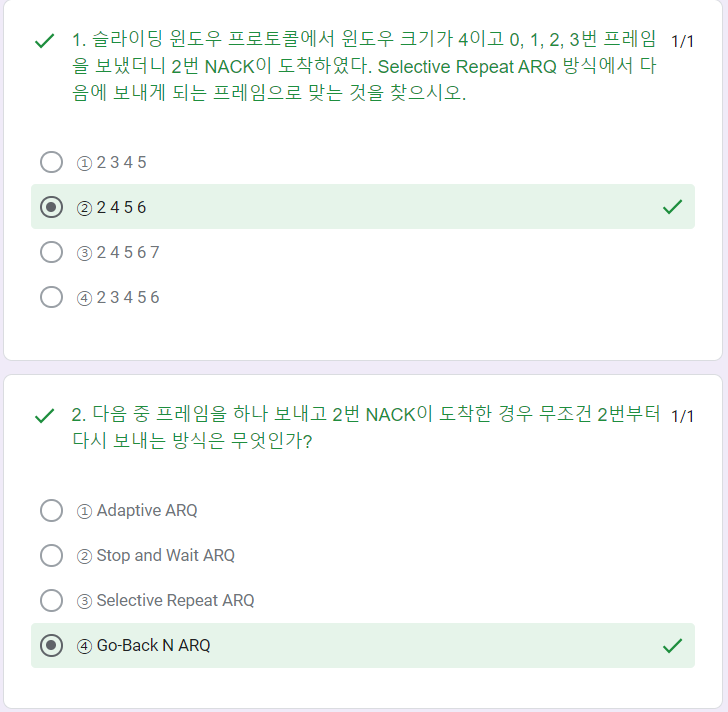 1. 슬라이딩 윈도우 프로토콜에서 윈도우 크기가 4이고 0, 1, 2, 3번 프레임 1/1
을 보냈더니 2번 NACK이 도착하였다. Selective Repeat ARQ 방식에서 다
음에 보내게 되는 프레임으로 맞는 것을 찾으시오.
① 2 3 4 5
② 2 4 5 6
③ 2 4 5 6 7
④ 2 3 4 5 6
2. 다음 중 프레임을 하나 보내고 2번 NACK이 도착한 경우 무조건 2번부터 1/1
다시 보내는 방식은 무엇인가?
① Adaptive ARQ
② Stop and Wait ARQ
③ Selective Repeat ARQ
④ Go-Back N ARQ